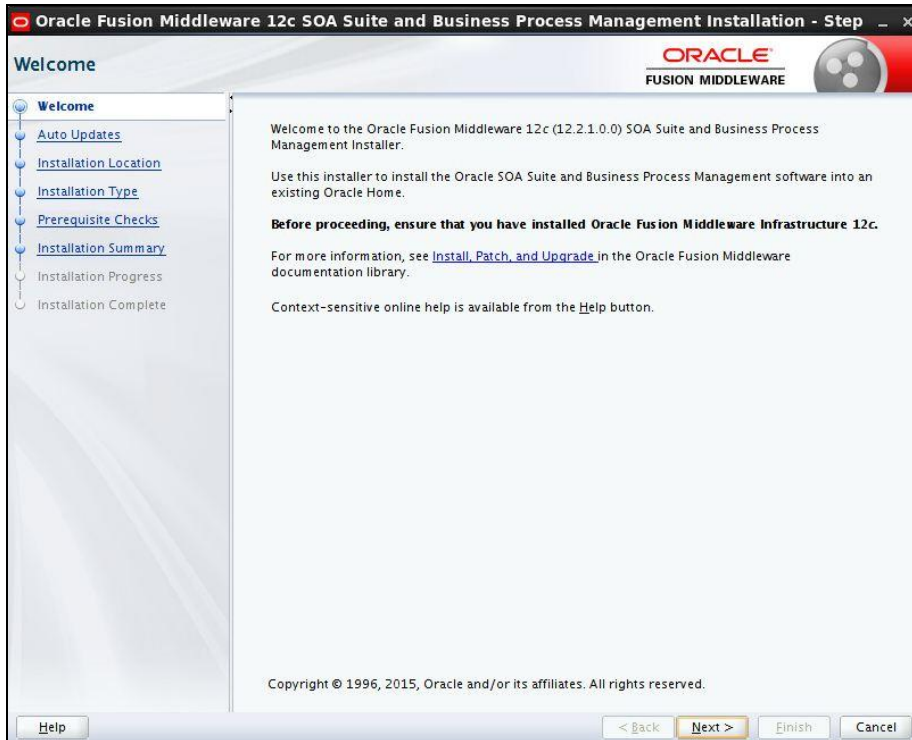 Oracle Fusion Middleware 12c SOA Suite and Business Process Management Installation - Step
Welcome
ORACLE
FUSION MIDDLEWARE
Welcome
Auto Updates
Installation Location
Installation Type
Prerequisite Checks
Installation Summary
Installation Progress
Installation Complete
Welcome to the Oracle Fusion Middleware 12c (12.2.1.0.0) SOA Suite and Business Process
Management Installer.
Use this installer to install the Oracle SOA Suite and Business Process Management software into an
existing Oracle Home.
Before proceeding, ensure that you have installed Oracle Fusion Middleware Infrastructure 12c.
For more information, see Install, Patch, and Upgrade in the Oracle Fusion Middleware
documentation library.
Context-sensitive online help is available from the Help button.
Copyright © 1996, 2015, Oracle and/or its affiliates. All rights reserved.
Help
< Back
Next >
Finish
Cancel